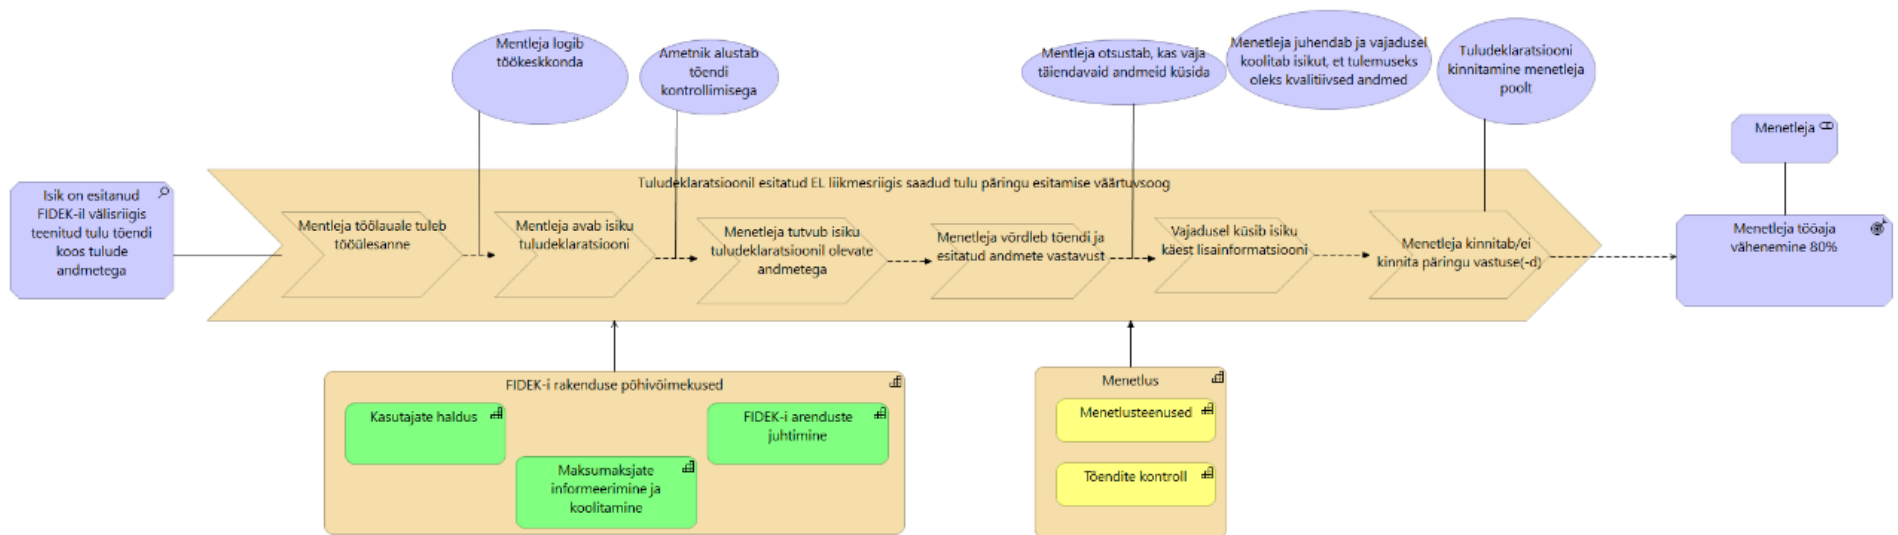 Mentleja logib
töökeskkonda
Ametnik alustab
tõendi
kontrollimisega
Mentleja otsustab, kas vaja
täiendavaid andmeid küsida
Menetleja juhendab ja vajadusel
koolitab isikut, et tulemuseks
oleks kvalitiivsed andmed
Tuludeklaratsiooni
kinnitamine menetleja
poolt
Menetleja
Isik on esitanud
FIDEK-il välisriigis
teenitud tulu tõendi
koos tulude
andmetega
Tuludeklaratsioonil esitatud EL liikmesriigis saadud tulu päringu esitamise väärtuvsoog
Mentleja töölauale tuleb
tööülesanne
Mentleja avab isiku
tuludeklaratsiooni
Menetleja tutvub isiku
tuludeklaratsioonil olevate
andmetega
Menetleja võrdleb tõendi ja
esitatud andmete vastavust
Vajadusel küsib isiku
käest lisainformatsiooni
Menetleja kinnitab/ei
kinnita päringu vastuse(-d)
Menetleja tööaja
vähenemine 80%
FIDEK-i rakenduse põhivõimekused
Kasutajate haldus
Maksumaksjate
informeerimine ja
koolitamine
FIDEK-i arenduste
juhtimine
Menetlus
Menetlusteenused
Tõendite kontroll